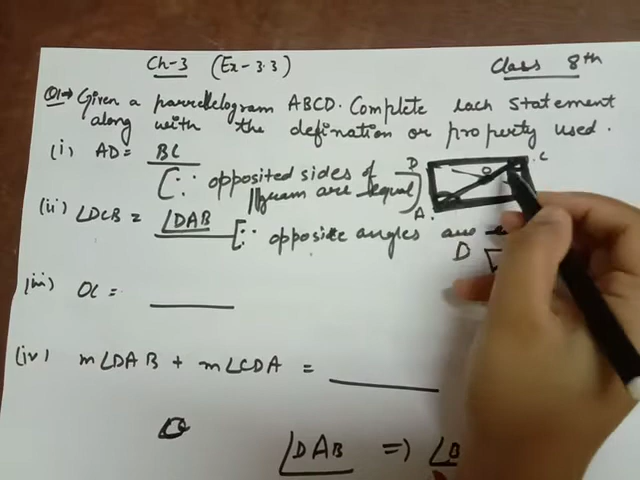 Ch-3 (Ex-3.3) Class 8th
Q1→ Given a parrellelogram ABCD. Complete each statement
along with the defination or property used.
(i) AD = BC
[∵ opposited sides of
||gram are equal]
D O C
A
(ii) ∠DCB = ∠DAB [∵ opposite angles are
D
(iii) OC = ________
(iv) m∠DAB + m∠CDA = ________
∠DAB ⇒ ∠B